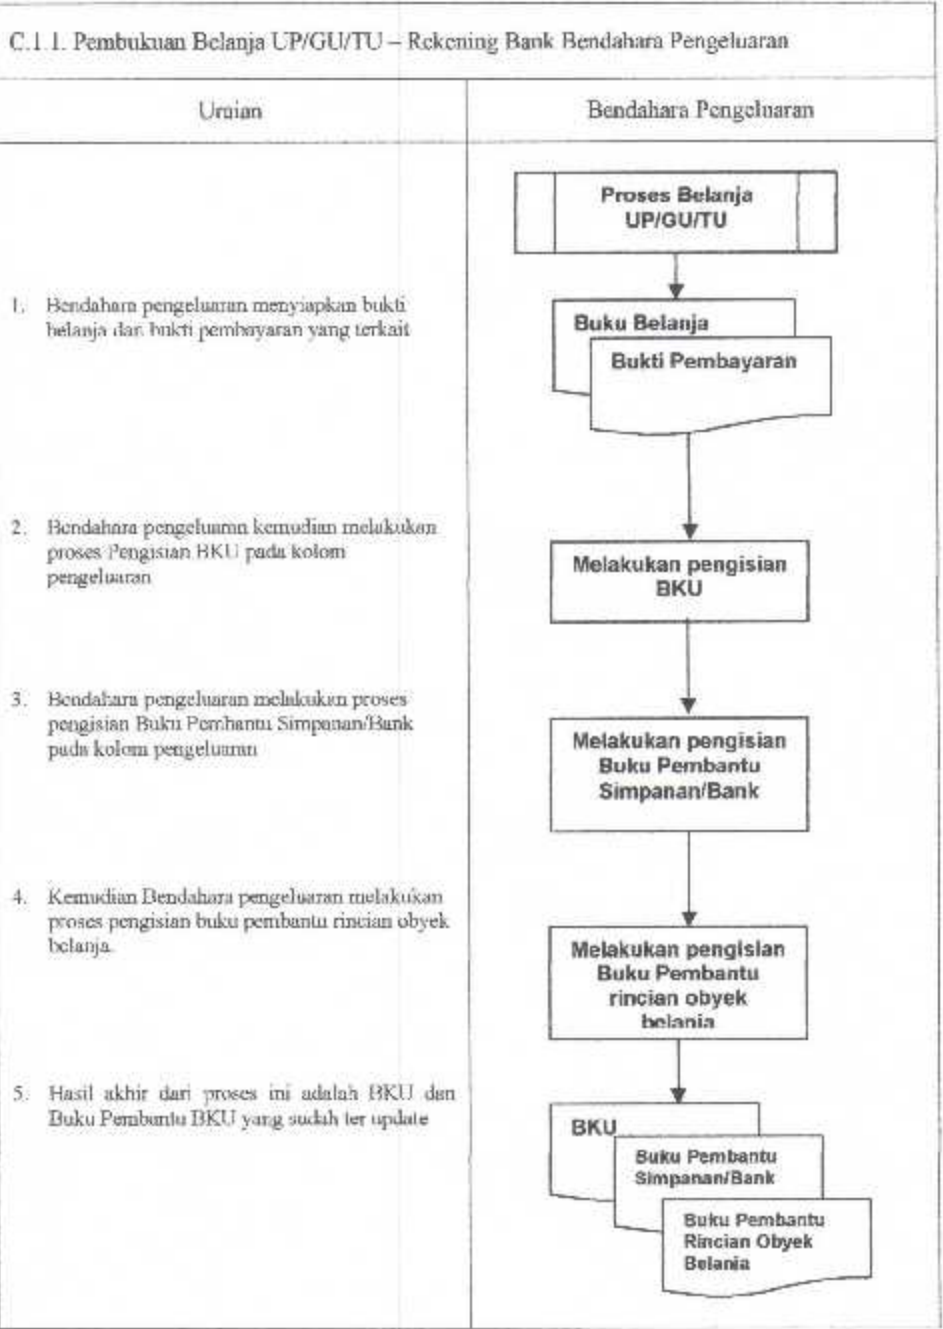 C.1.1. Pembukuan Belanja UP/GU/TU – Rekening Bank Bendahara Pengeluaran
Uraian
Bendahara Pengeluaran
Proses Belanja
UP/GU/TU
1. Bendahara pengeluaran menyiapkan bukti
belanja dan bukti pembayaran yang terkait
Buku Belanja
Bukti Pembayaran
2. Bendahara pengeluaran kemudian melakukan
proses Pengisian BKU pada kolom
pengeluaran
Melakukan pengisian
BKU
3. Bendahara pengeluaran melakukan proses
pengisian Buku Pembantu Simpanan/Bank
pada kolom pengeluaran
Melakukan pengisian
Buku Pembantu
Simpanan/Bank
4. Kemudian Bendahara pengeluaran melakukan
proses pengisian buku pembantu rincian obyek
belanja.
Melakukan pengisian
Buku Pembantu
rincian obyek
belanja
5. Hasil akhir dari proses ini adalah BKU dan
Buku Pembantu BKU yang sudah ter update
BKU
Buku Pembantu
Simpanan/Bank
Buku Pembantu
Rincian Obyek
Belanja